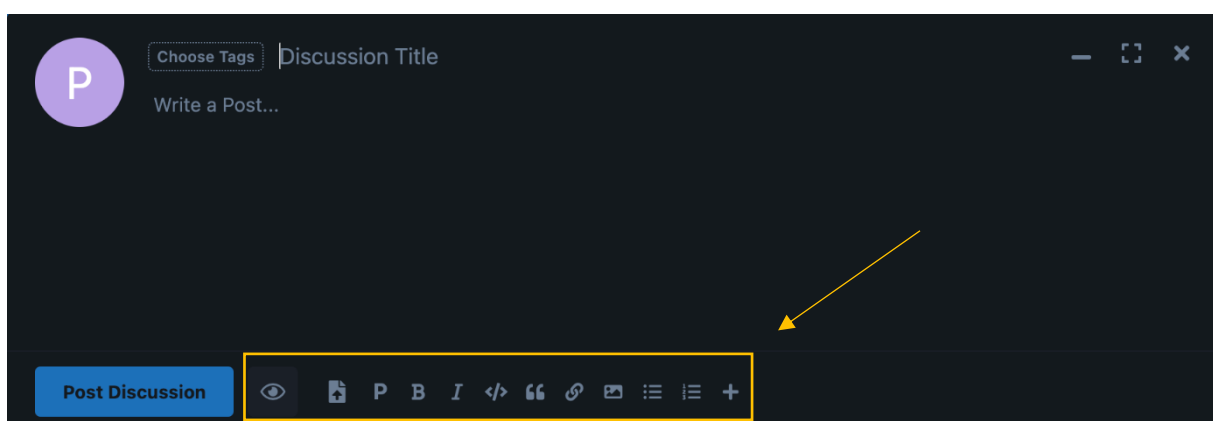 P
Choose Tags Discussion Title
Write a Post...
Post Discussion P B I </>